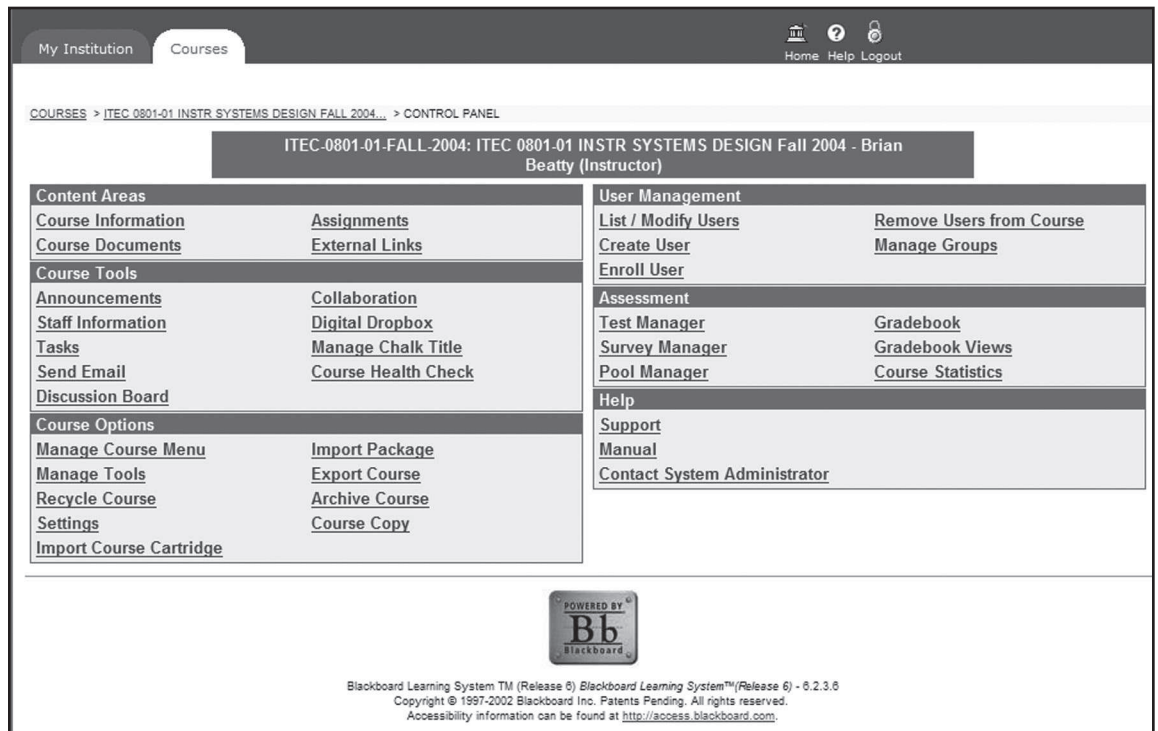 My Institution
Courses
Home Help Logout
COURSES > ITEC 0801-01 INSTR SYSTEMS DESIGN FALL 2004... > CONTROL PANEL
ITEC-0801-01-FALL-2004: ITEC 0801-01 INSTR SYSTEMS DESIGN Fall 2004 - Brian
Beatty (Instructor)
Content Areas
Course Information Assignments
Course Documents External Links
Course Tools
Announcements Collaboration
Staff Information Digital Dropbox
Tasks Manage Chalk Title
Send Email Course Health Check
Discussion Board
Course Options
Manage Course Menu Import Package
Manage Tools Export Course
Recycle Course Archive Course
Settings Course Copy
Import Course Cartridge
User Management
List / Modify Users Remove Users from Course
Create User Manage Groups
Enroll User
Assessment
Test Manager Gradebook
Survey Manager Gradebook Views
Pool Manager Course Statistics
Help
Support
Manual
Contact System Administrator
POWERED BY
Bb
Blackboard
Blackboard Learning System TM (Release 6) Blackboard Learning System™(Release 6) - 6.2.3.6
Copyright © 1997-2002 Blackboard Inc. Patents Pending. All rights reserved.
Accessibility information can be found at http://access.blackboard.com.